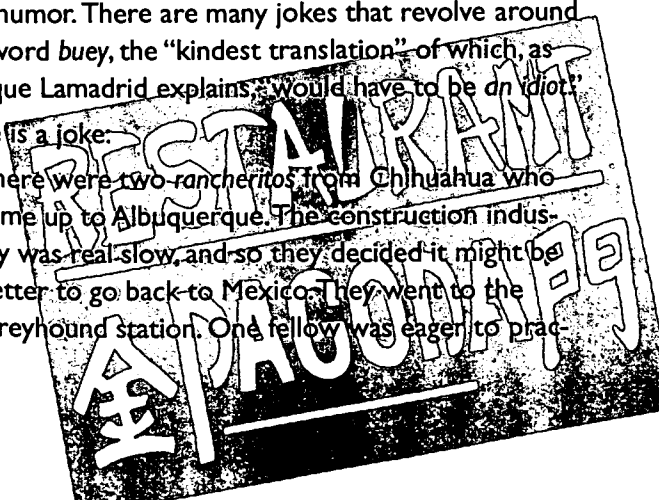 humor. There are many jokes that revolve around
word buey, the “kindest translation” of which, as
que Lamadrid explains, “would have to be an idiot.”
is a joke:
here were two rancheritos from Chihuahua who
me up to Albuquerque. The construction indus-
y was real slow, and so they decided it might be
etter to go back to Mexico. They went to the
reyhound station. One fellow was eager to prac-
RESTAURANT
金 PAGODA 門